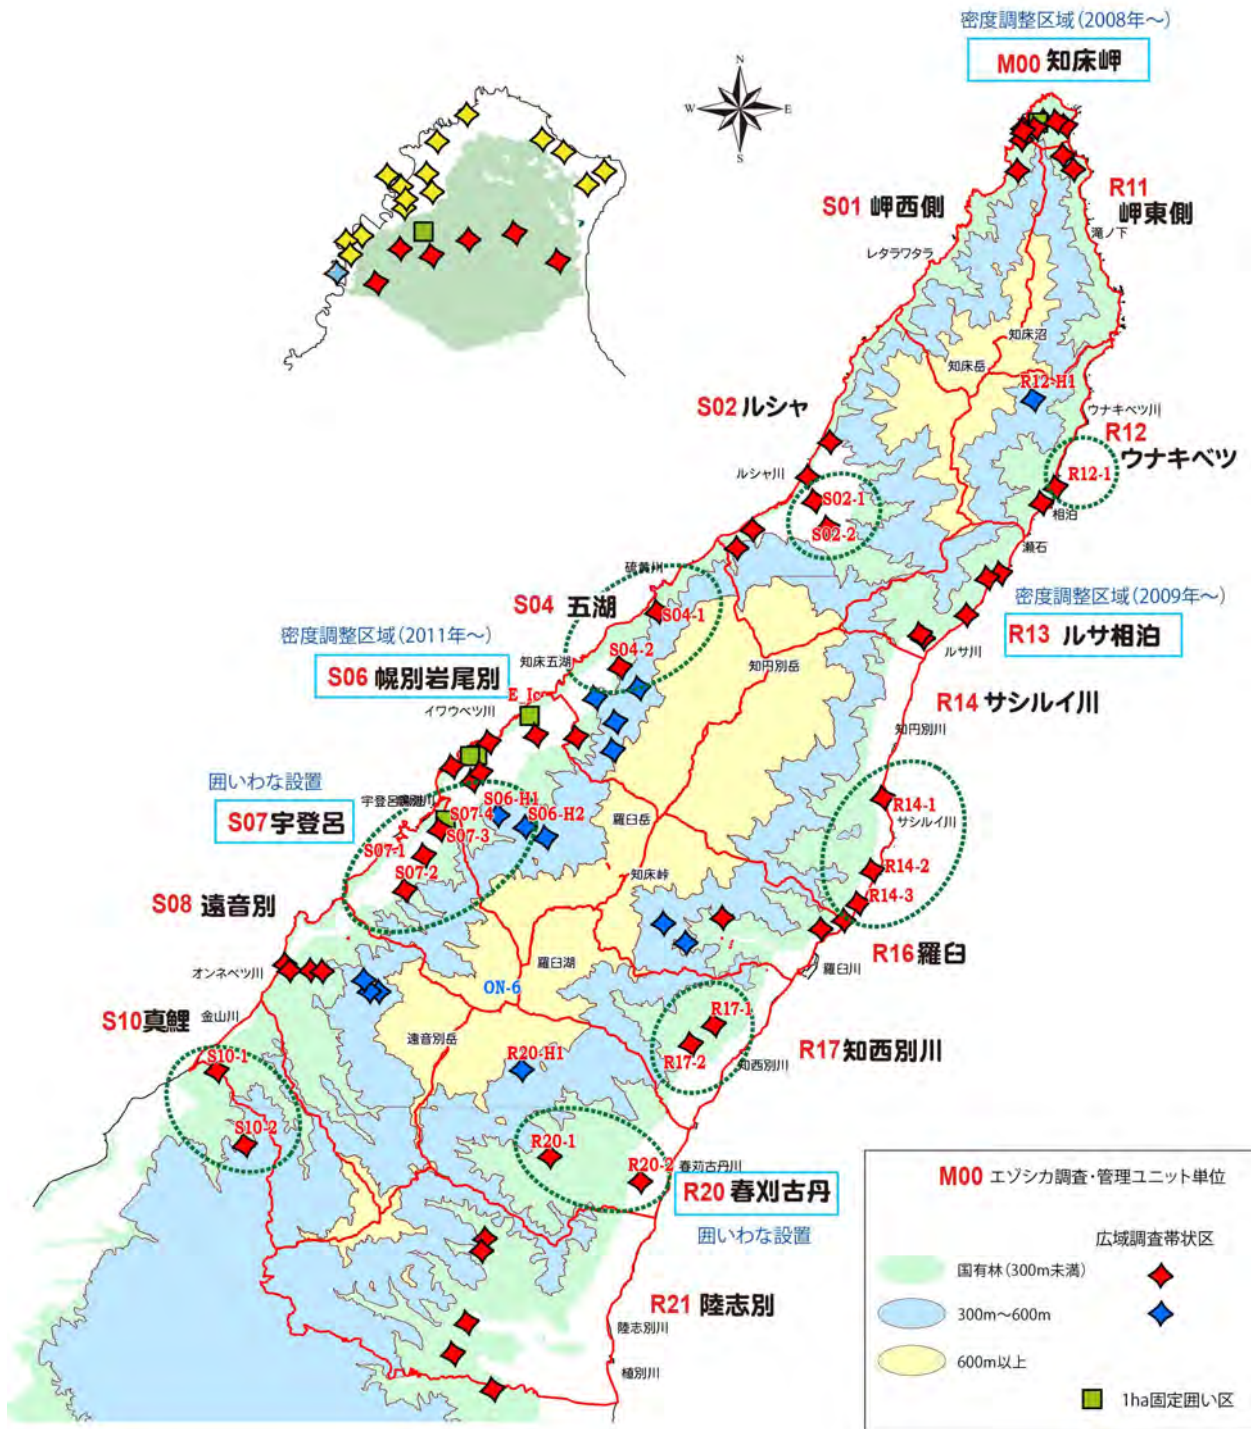 密度調整区域(2008年～)
M00 知床岬
N
W
E
S
S01 岬西側
R11
岬東側
滝ノ下
レタラワタラ
知床沼
知床岳
R12-H1
S02 ルシャ
ウナキベツ川
R12
ウナキベツ
ルシャ川
R12-1
S02-1
相泊
S02-2
瀬石
硫黄川
密度調整区域(2009年～)
S04 五湖
S04-1
R13 ルサ相泊
密度調整区域(2011年～)
S04-2
ルサ川
知床五湖
知円別岳
S06 幌別岩尾別
R14 サシルイ川
イワウベツ川
知円別川
囲いわな設置
R14-1
S06-H1
S06-H2
サシルイ川
S07 宇登呂
S07-4
羅臼岳
S07-3
S07-1
R14-2
S07-2
知床峠
R14-3
S08 遠音別
R16 羅臼
羅臼川
オンネベツ川
羅臼湖
ON-6
S10 真鯉
金山川
R17-1
遠音別岳
R17-2
知西別川
R17 知西別川
S10-1
R20-H1
S10-2
R20-1
R20-2
春刈古丹川
R20 春刈古丹
囲いわな設置
R21 陸志別
陸志別川
植別川
M00 エゾシカ調査・管理ユニット単位
広域調査帯状区
国有林(300m未満)
300m～600m
600m以上
1ha固定囲い区